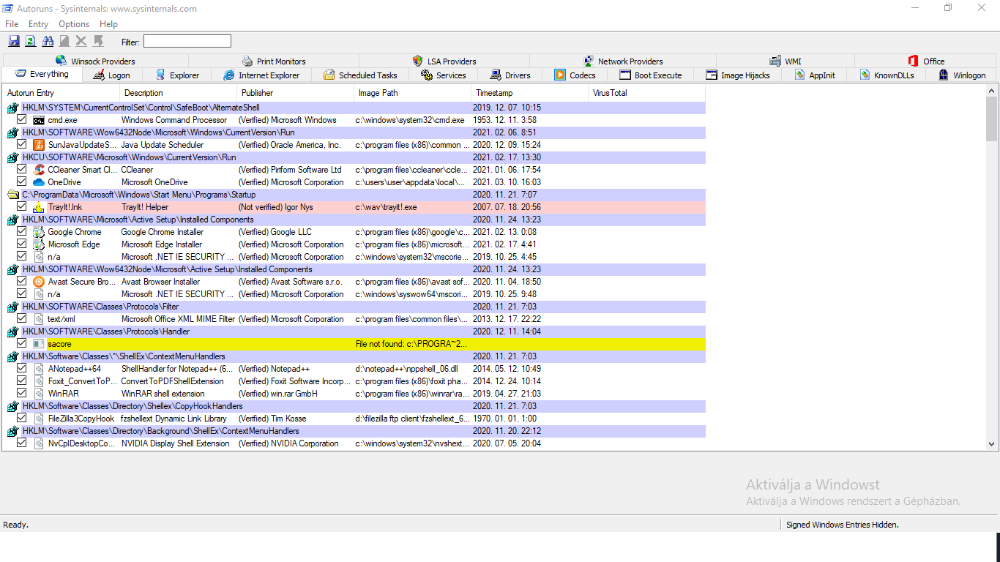 Autoruns - Sysinternals: www.sysinternals.com
File Entry Options Help
Filter:
Winsock Providers Print Monitors LSA Providers Network Providers WMI Office
Everything Logon Explorer Internet Explorer Scheduled Tasks Services Drivers Codecs Boot Execute Image Hijacks AppInit KnownDLLs Winlogon
Autorun Entry Description Publisher Image Path Timestamp VirusTotal
HKLM\SYSTEM\CurrentControlSet\Control\SafeBoot\AlternateShell 2019. 12. 07. 10:15
cmd.exe Windows Command Processor (Verified) Microsoft Windows c:\windows\system32\cmd.exe 1953. 12. 11. 3:58
HKLM\SOFTWARE\Wow6432Node\Microsoft\Windows\CurrentVersion\Run 2021. 02. 06. 8:51
SunJavaUpdateS... Java Update Scheduler (Verified) Oracle America, Inc. c:\program files (x86)\common ... 2020. 12. 09. 15:24
HKCU\SOFTWARE\Microsoft\Windows\CurrentVersion\Run 2021. 02. 17. 13:30
CCleaner Smart Cl... CCleaner (Verified) Piriform Software Ltd c:\program files\ccleaner\ccle... 2021. 01. 06. 17:54
OneDrive Microsoft OneDrive (Verified) Microsoft Corporation c:\users\user\appdata\local\... 2021. 03. 10. 16:03
C:\ProgramData\Microsoft\Windows\Start Menu\Programs\Startup 2020. 11. 21. 7:07
TrayIt!.lnk TrayIt! Helper (Not verified) Igor Nys c:\wav\trayit!.exe 2007. 07. 18. 20:56
HKLM\SOFTWARE\Microsoft\Active Setup\Installed Components 2020. 11. 24. 13:23
Google Chrome Google Chrome Installer (Verified) Google LLC c:\program files (x86)\google\c... 2021. 02. 13. 0:08
Microsoft Edge Microsoft Edge Installer (Verified) Microsoft Corporation c:\program files (x86)\microsoft... 2021. 02. 17. 4:41
n/a Microsoft .NET IE SECURITY ... (Verified) Microsoft Corporation c:\windows\system32\mscorie... 2019. 10. 25. 4:45
HKLM\SOFTWARE\Wow6432Node\Microsoft\Active Setup\Installed Components 2020. 11. 24. 13:23
Avast Secure Bro... Avast Browser Installer (Verified) Avast Software s.r.o. c:\program files (x86)\avast sof... 2020. 11. 04. 18:50
n/a Microsoft .NET IE SECURITY ... (Verified) Microsoft Corporation c:\windows\syswow64\mscori... 2019. 10. 25. 9:48
HKLM\SOFTWARE\Classes\Protocols\Filter 2020. 11. 21. 7:03
text/xml Microsoft Office XML MIME Filter (Verified) Microsoft Corporation c:\program files\common files\... 2013. 12. 17. 22:22
HKLM\SOFTWARE\Classes\Protocols\Handler 2020. 12. 11. 14:04
sacore File not found: c:\PROGRA~2...
HKLM\Software\Classes\*\ShellEx\ContextMenuHandlers 2020. 11. 21. 7:03
ANotepad++64 ShellHandler for Notepad++ (6... (Verified) Notepad++ d:\notepad++\nppshell_06.dll 2014. 05. 12. 10:49
Foxit_ConvertToP... ConvertToPDFShellExtension (Verified) Foxit Software Incorp... c:\program files (x86)\foxit pha... 2014. 12. 24. 10:14
WinRAR WinRAR shell extension (Verified) win.rar GmbH c:\program files (x86)\winrar\ra... 2019. 04. 27. 21:03
HKLM\Software\Classes\Directory\Shellex\CopyHookHandlers 2020. 11. 21. 7:03
FileZilla3CopyHook fzshellext Dynamic Link Library (Verified) Tim Kosse d:\filezilla ftp client\fzshellext_6... 1970. 01. 01. 1:00
HKLM\Software\Classes\Directory\Background\ShellEx\ContextMenuHandlers 2020. 11. 20. 22:12
NvCplDesktopCo... NVIDIA Display Shell Extension (Verified) NVIDIA Corporation c:\windows\system32\nvshext... 2020. 07. 05. 20:04
Aktiválja a Windowst
Aktiválja a Windows rendszert a Gépházban.
Ready. Signed Windows Entries Hidden.